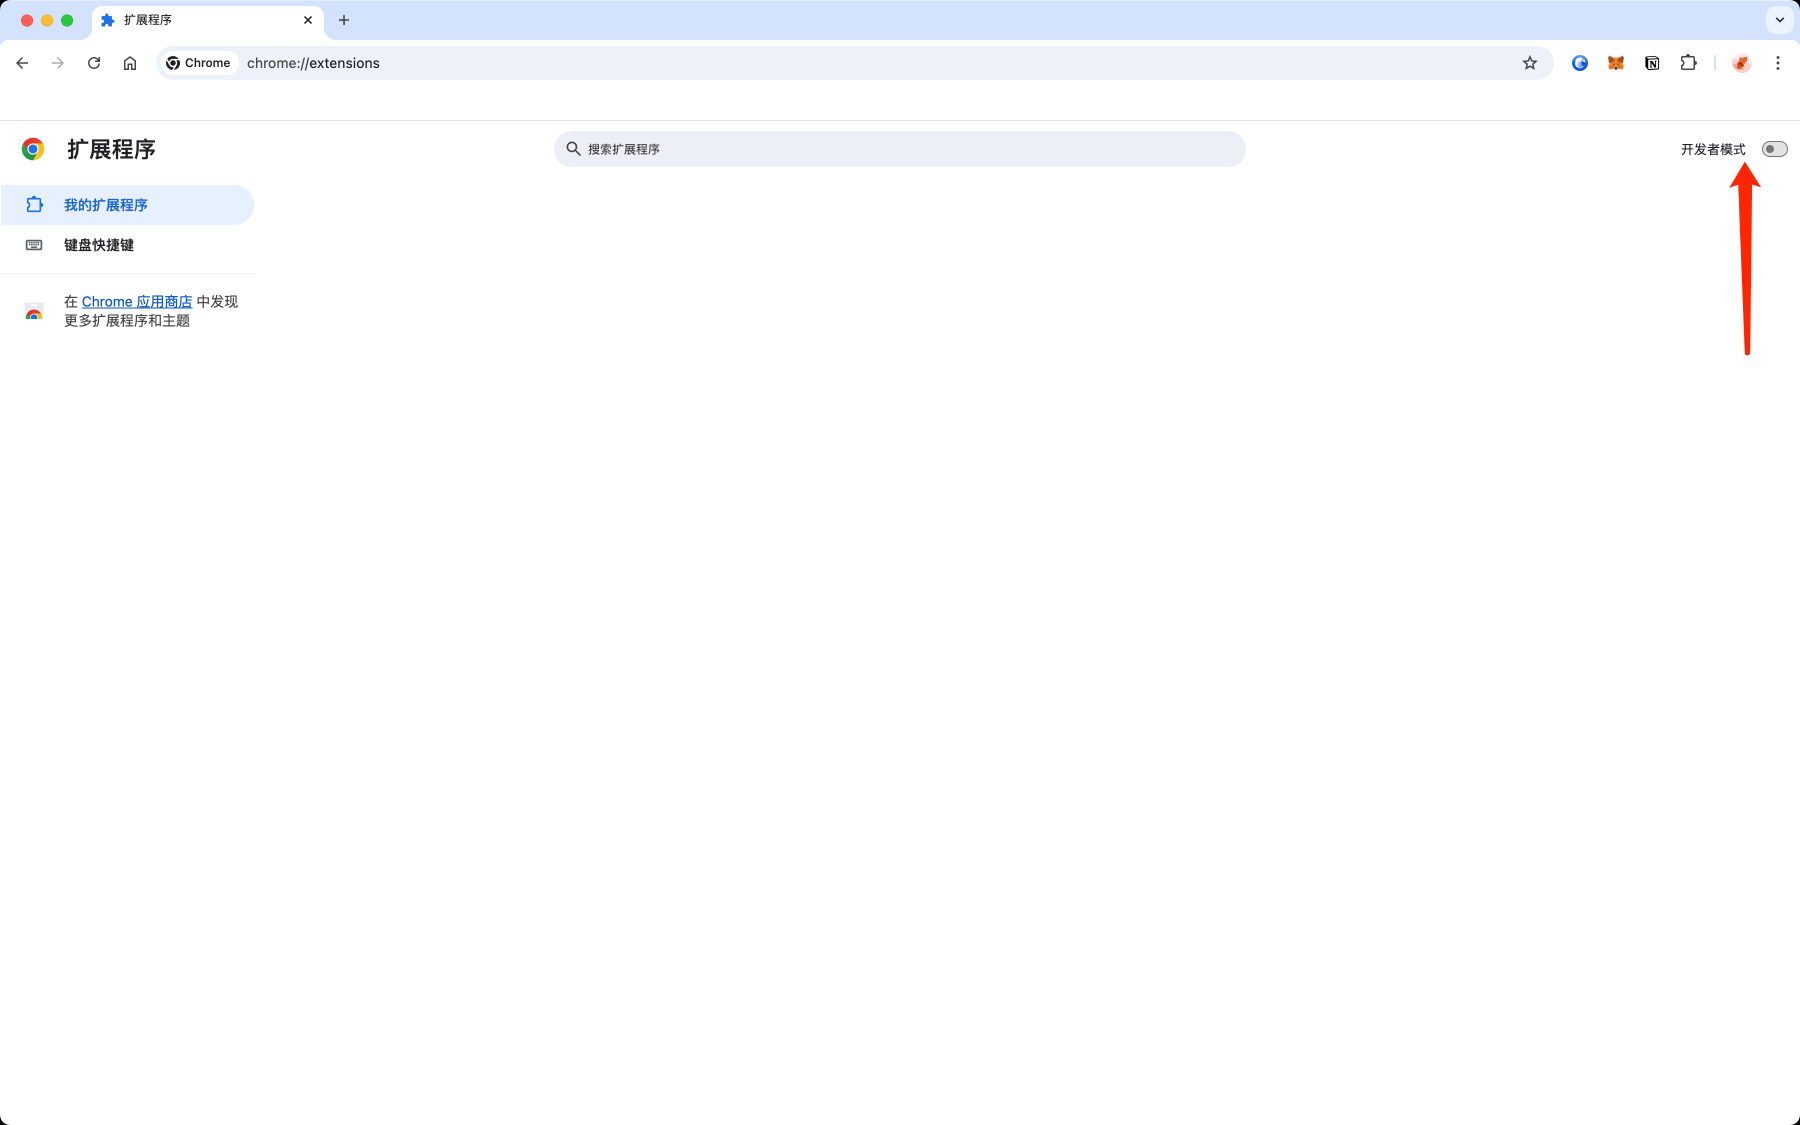 扩展程序
Chrome
chrome://extensions
扩展程序
搜索扩展程序
开发者模式
我的扩展程序
键盘快捷键
在 Chrome 应用商店 中发现
更多扩展程序和主题